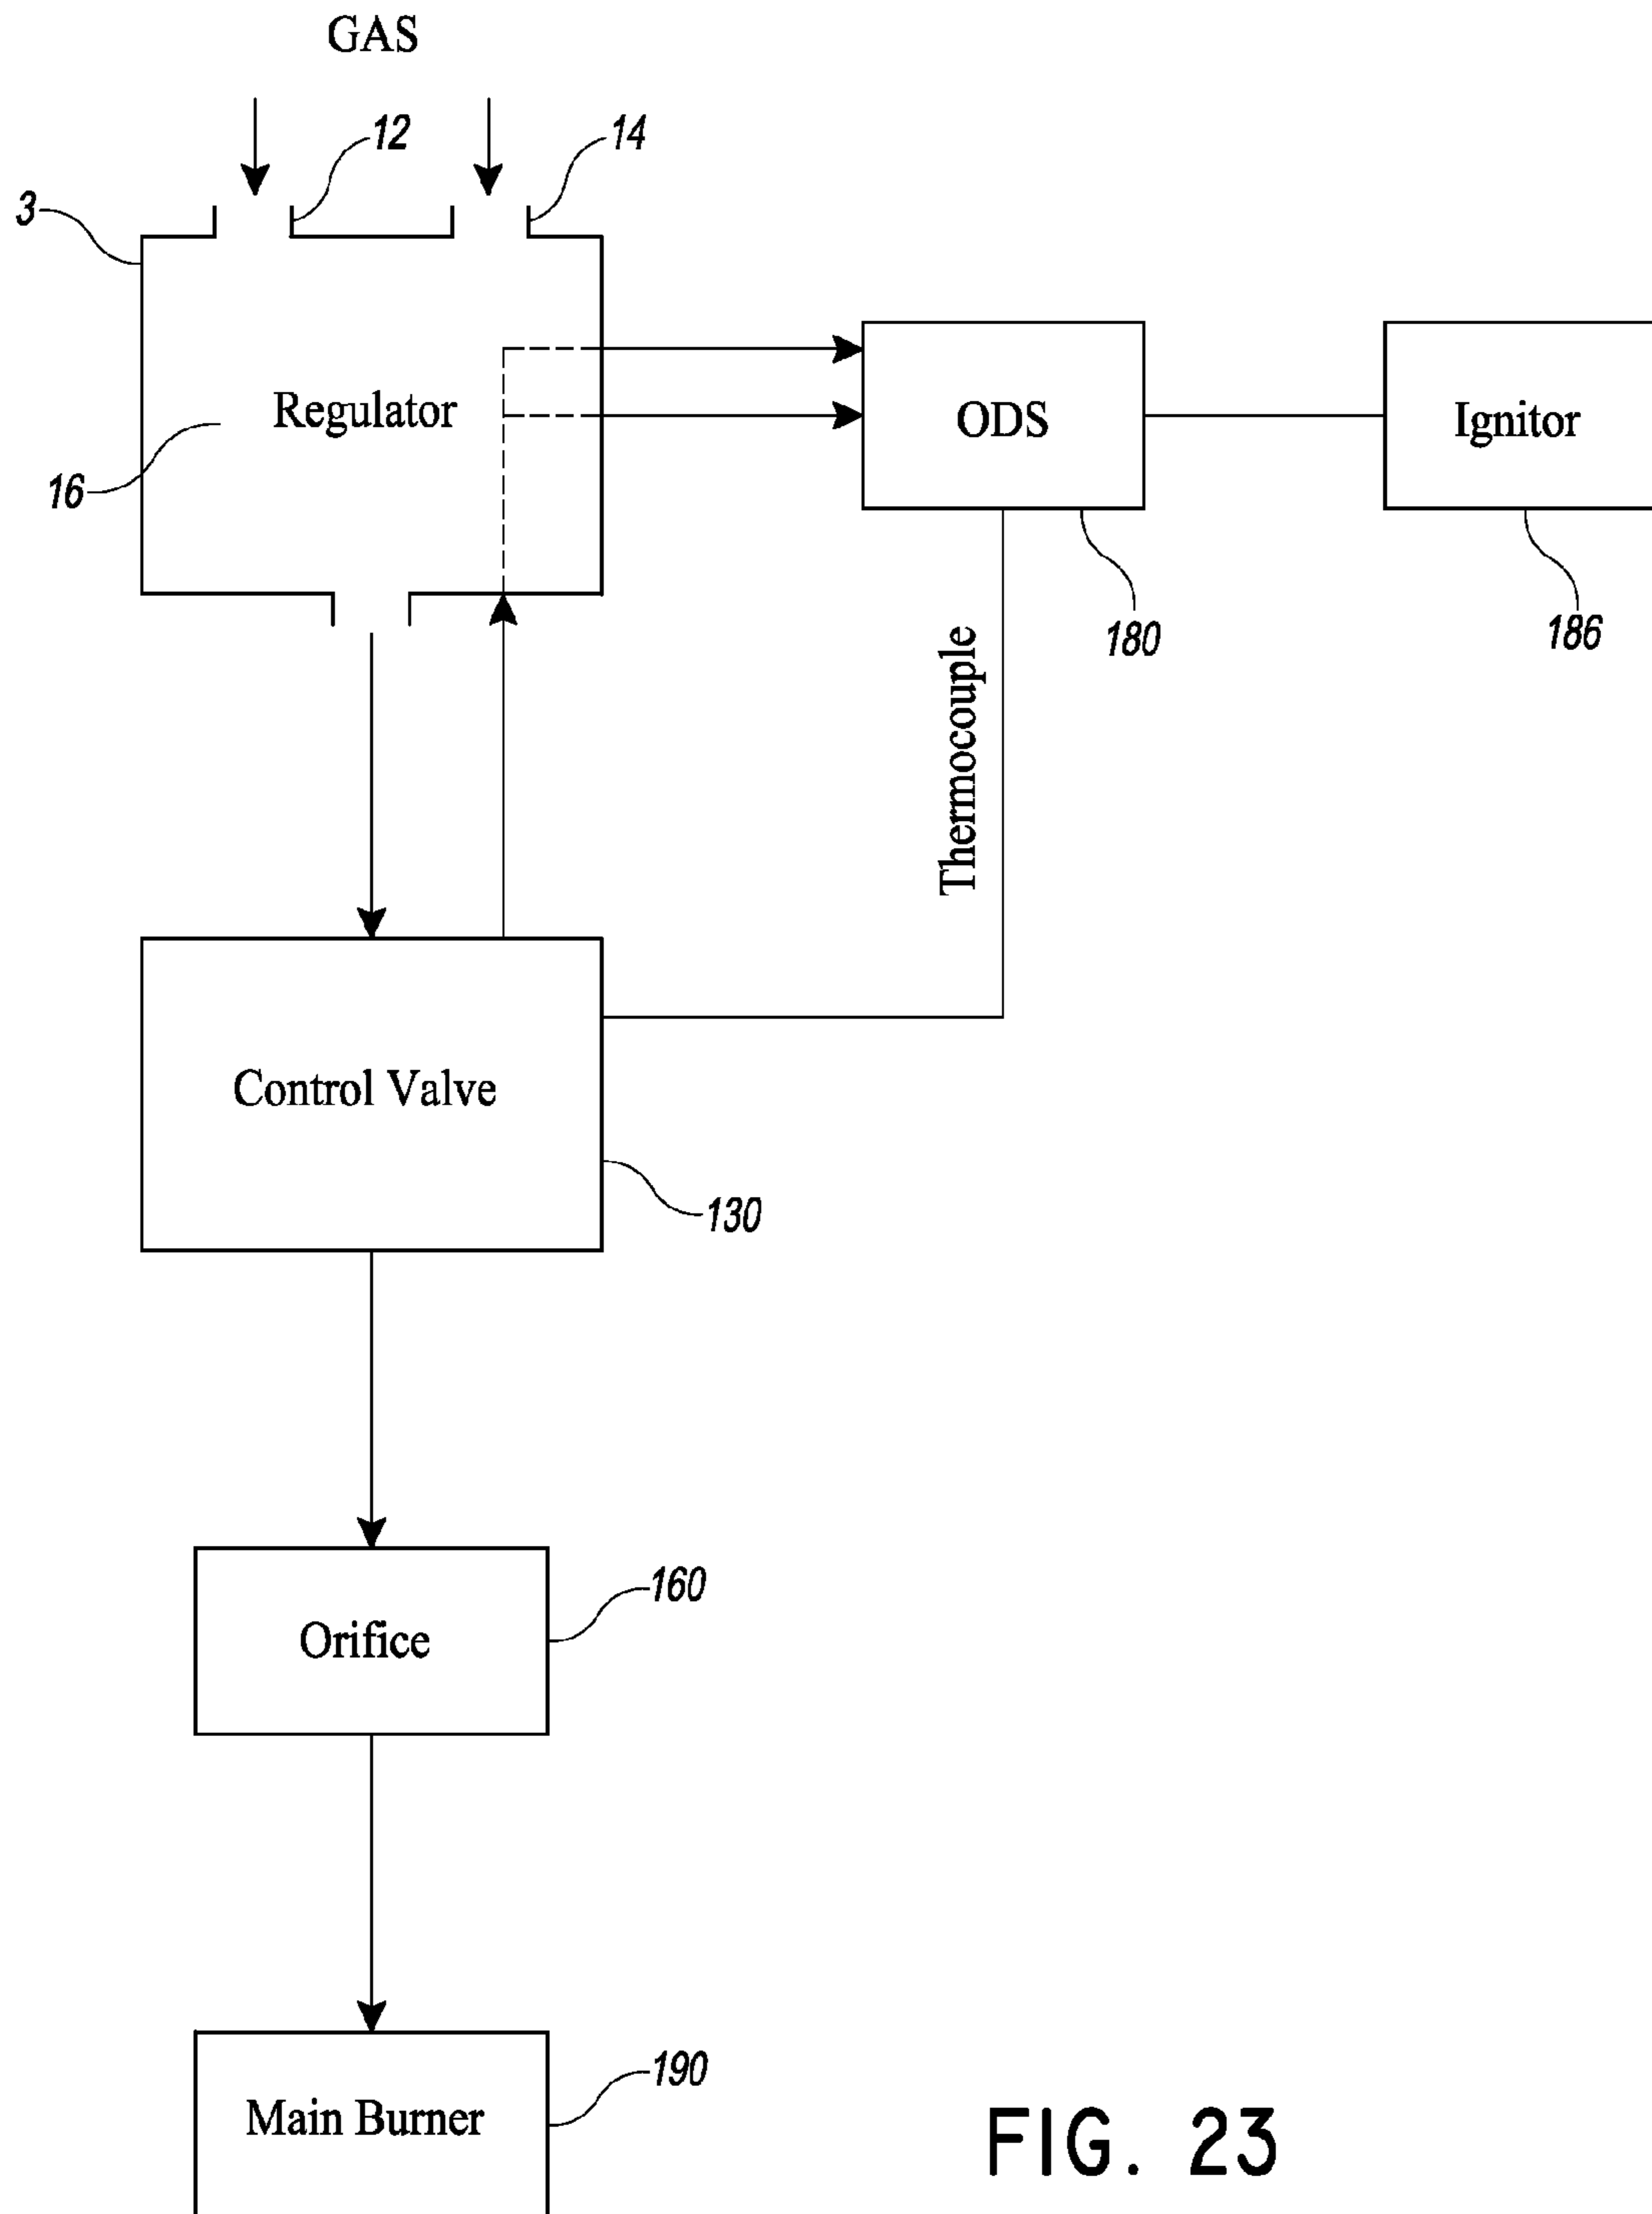 GAS
12
14
3
Regulator
16
ODS
Ignitor
180
186
Thermocouple
Control Valve
130
Orifice
160
Main Burner
190
FIG. 23